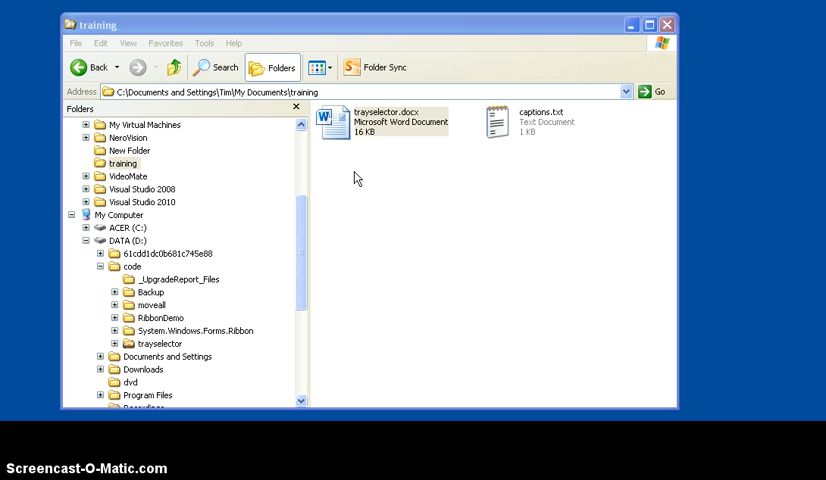 training
File Edit View Favorites Tools Help
Back Search Folders Folder Sync
Address C:\Documents and Settings\Tim\My Documents\training Go
Folders
My Virtual Machines
NeroVision
New Folder
training
VideoMate
Visual Studio 2008
Visual Studio 2010
My Computer
ACER (C:)
DATA (D:)
61cdd1dc0b681c745e88
code
_UpgradeReport_Files
Backup
moveall
RibbonDemo
System.Windows.Forms.Ribbon
trayselector
Documents and Settings
Downloads
dvd
Program Files
trayselector.docx
Microsoft Word Document
16 KB
captions.txt
Text Document
1 KB
Screencast-O-Matic.com